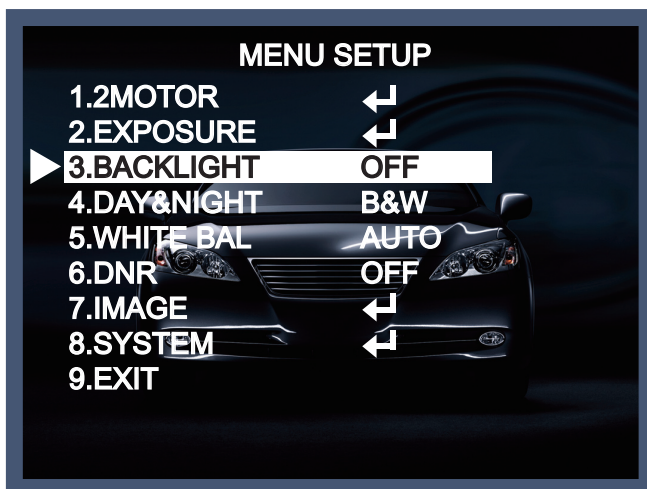 MENU SETUP
1.2MOTOR ↵
2.EXPOSURE ↵
3.BACKLIGHT OFF
4.DAY&NIGHT B&W
5.WHITE BAL AUTO
6.DNR OFF
7.IMAGE ↵
8.SYSTEM ↵
9.EXIT